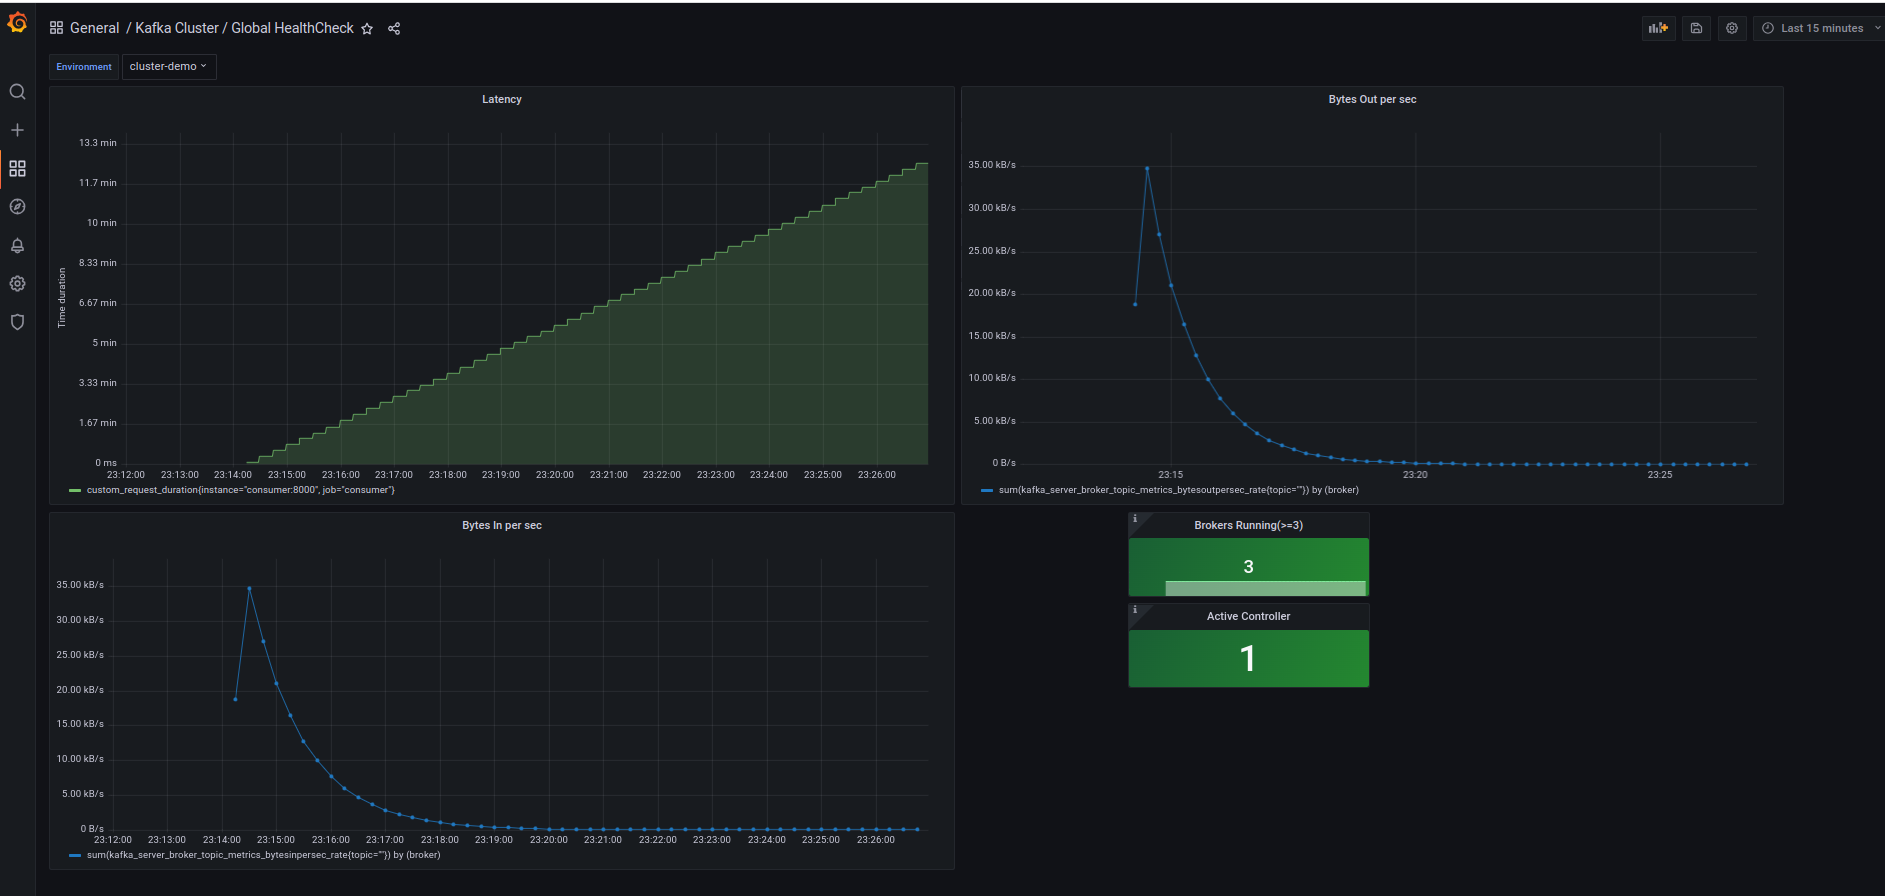 General / Kafka Cluster / Global HealthCheck
Last 15 minutes
Environment
cluster-demo
Latency
Time duration
13.3 min
11.7 min
10 min
8.33 min
6.67 min
5 min
3.33 min
1.67 min
0 ms
23:12:00 23:13:00 23:14:00 23:15:00 23:16:00 23:17:00 23:18:00 23:19:00 23:20:00 23:21:00 23:22:00 23:23:00 23:24:00 23:25:00 23:26:00
custom_request_duration{instance="consumer:8000", job="consumer"}
Bytes Out per sec
35.00 kB/s
30.00 kB/s
25.00 kB/s
20.00 kB/s
15.00 kB/s
10.00 kB/s
5.00 kB/s
0 B/s
23:15 23:20 23:25
sum(kafka_server_broker_topic_metrics_bytesoutpersec_rate{topic=""}) by (broker)
Bytes In per sec
35.00 kB/s
30.00 kB/s
25.00 kB/s
20.00 kB/s
15.00 kB/s
10.00 kB/s
5.00 kB/s
0 B/s
23:12:00 23:13:00 23:14:00 23:15:00 23:16:00 23:17:00 23:18:00 23:19:00 23:20:00 23:21:00 23:22:00 23:23:00 23:24:00 23:25:00 23:26:00
sum(kafka_server_broker_topic_metrics_bytesinpersec_rate{topic=""}) by (broker)
i
Brokers Running(>=3)
3
i
Active Controller
1